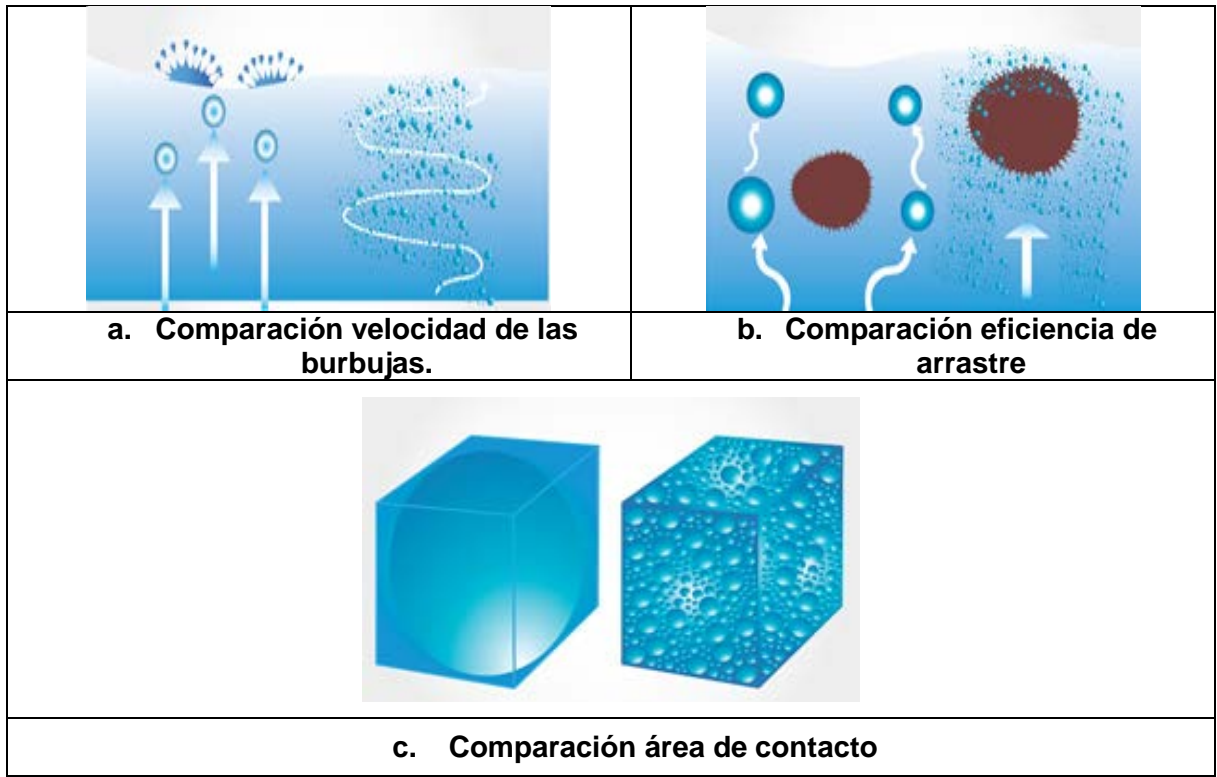 a. Comparación velocidad de las
burbujas.
b. Comparación eficiencia de
arrastre
c. Comparación área de contacto